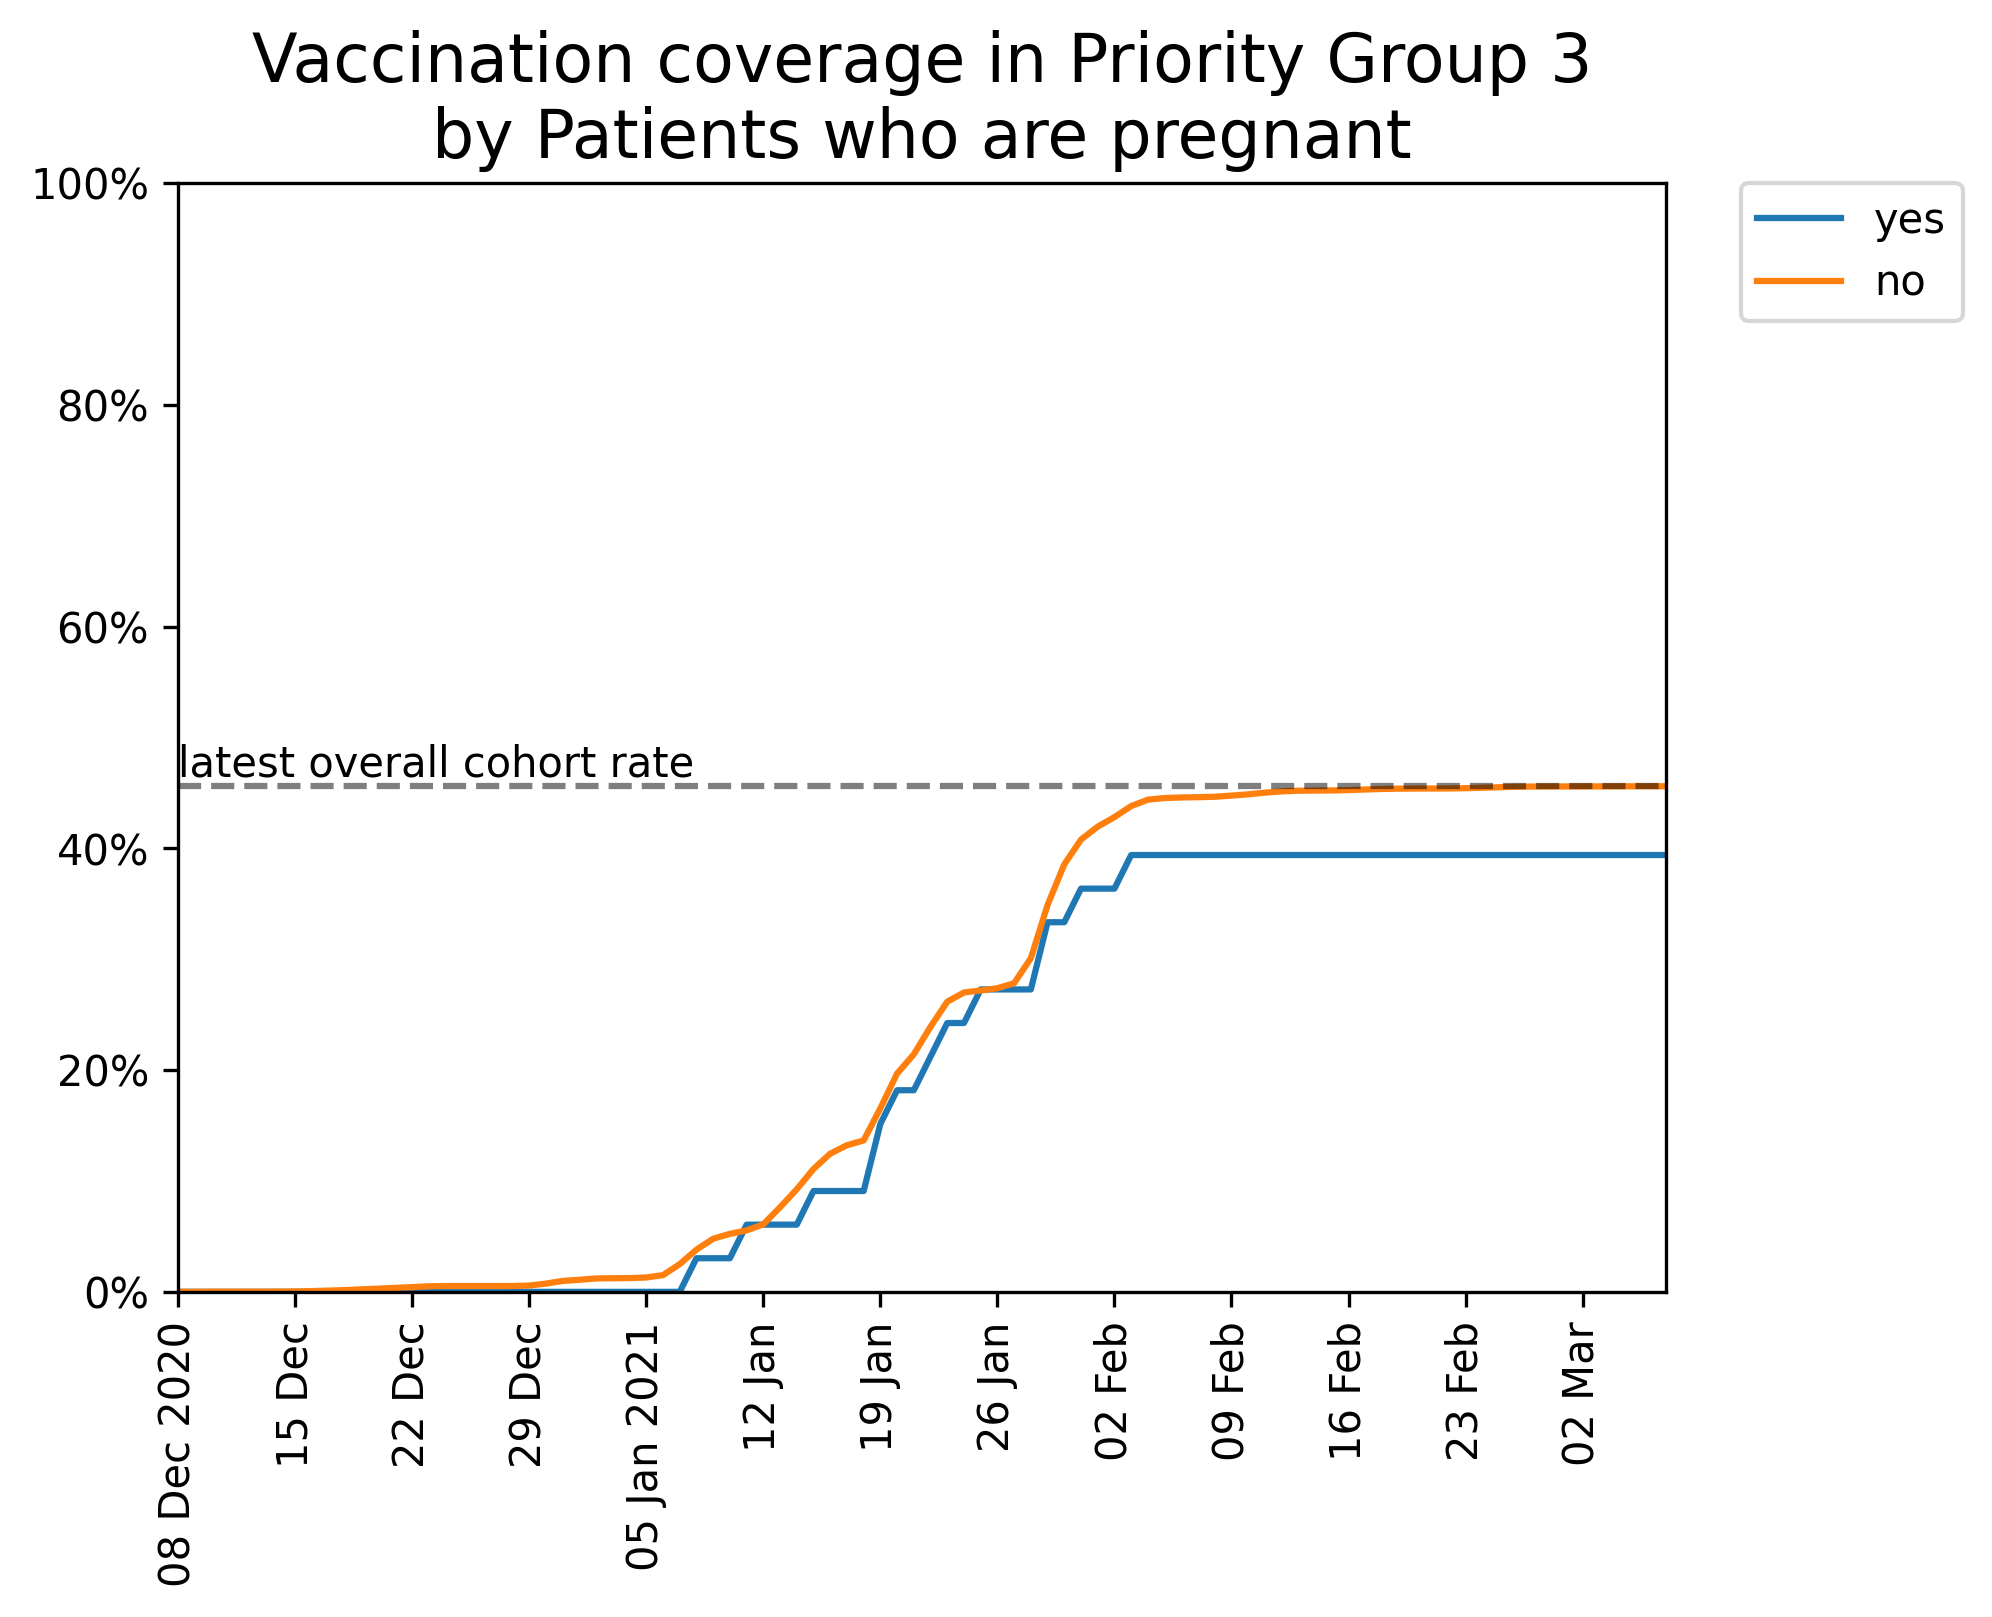 Vaccination coverage in Priority Group 3
by Patients who are pregnant
100%
80%
60%
40%
20%
0%
latest overall cohort rate
yes
no
08 Dec 2020
15 Dec
22 Dec
29 Dec
05 Jan 2021
12 Jan
19 Jan
26 Jan
02 Feb
09 Feb
16 Feb
23 Feb
02 Mar